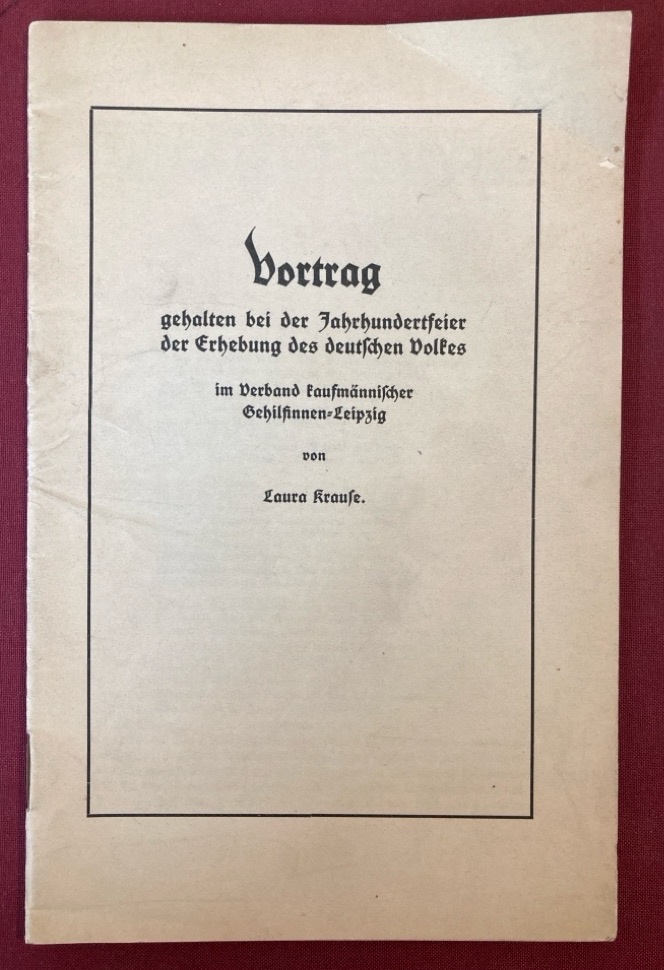 Vortrag
gehalten bei der Jahrhundertfeier
der Erhebung des deutſchen Volkes
im Verband kaufmänniſcher
Gehilfinnen-Leipzig
von
Laura Krauſe.